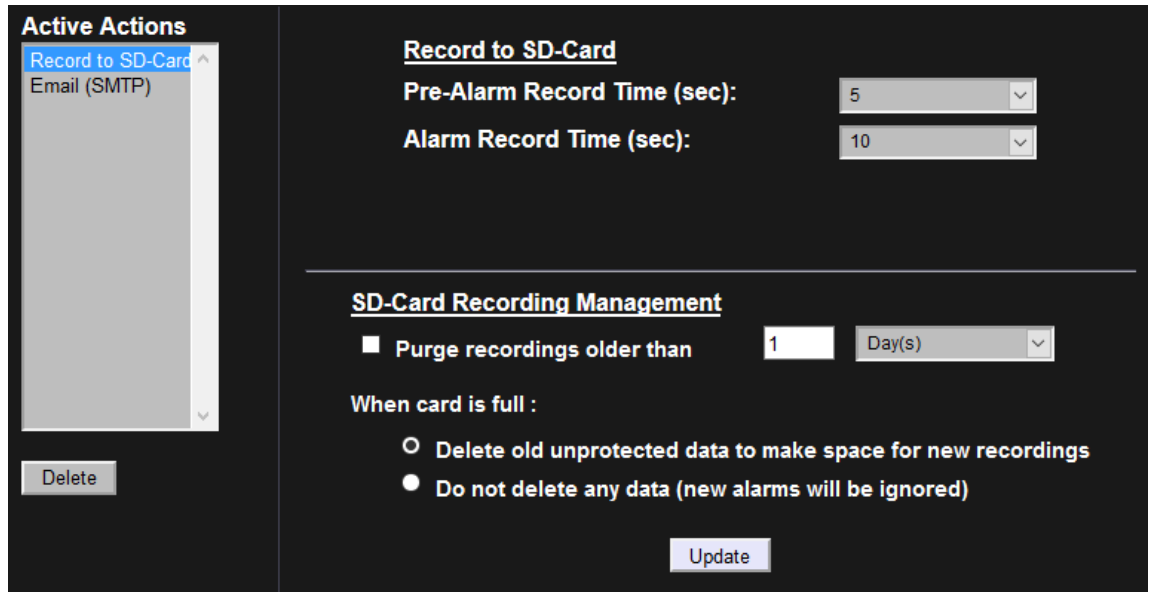 Active Actions
Record to SD-Card
Email (SMTP)
Delete
Record to SD-Card
Pre-Alarm Record Time (sec): 5
Alarm Record Time (sec): 10
SD-Card Recording Management
Purge recordings older than 1 Day(s)
When card is full :
Delete old unprotected data to make space for new recordings
Do not delete any data (new alarms will be ignored)
Update